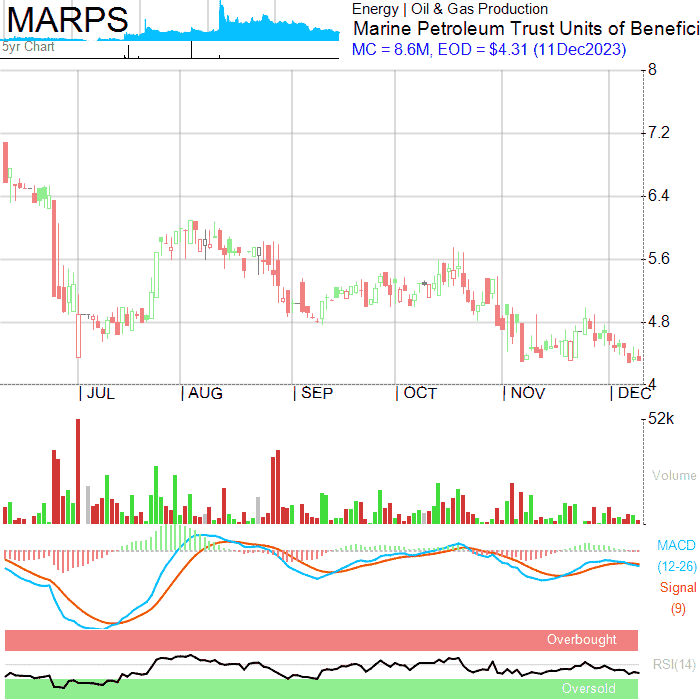 MARPS
5yr Chart
Energy | Oil & Gas Production
Marine Petroleum Trust Units of Benefici
MC = 8.6M, EOD = $4.31 (11Dec2023)
8
7.2
6.4
5.6
4.8
4
JUL
AUG
SEP
OCT
NOV
DEC
52k
Volume
MACD
(12-26)
Signal
(9)
Overbought
RSI(14)
Oversold